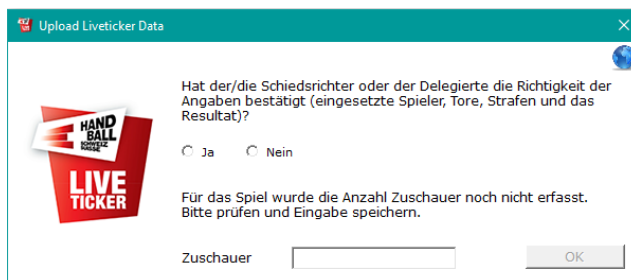 Upload Liveticker Data
Hat der/die Schiedsrichter oder der Delegierte die Richtigkeit der
Angaben bestätigt (eingesetzte Spieler, Tore, Strafen und das
Resultat)?
Ja Nein
HAND
BALL
SCHWEIZ
SUISSE
LIVE
TICKER
Für das Spiel wurde die Anzahl Zuschauer noch nicht erfasst.
Bitte prüfen und Eingabe speichern.
Zuschauer OK